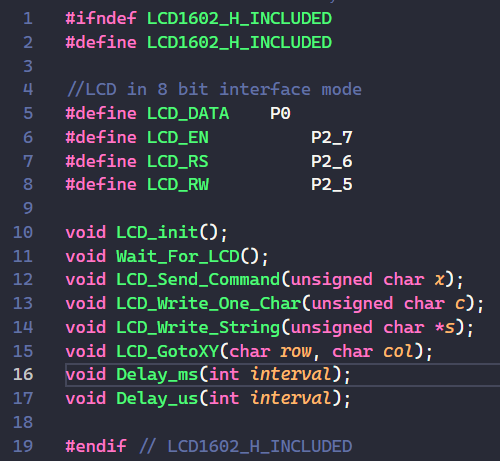 1 #ifndef LCD1602_H_INCLUDED
2 #define LCD1602_H_INCLUDED
3
4 //LCD in 8 bit interface mode
5 #define LCD_DATA    P0
6 #define LCD_EN          P2_7
7 #define LCD_RS          P2_6
8 #define LCD_RW          P2_5
9
10 void LCD_init();
11 void Wait_For_LCD();
12 void LCD_Send_Command(unsigned char x);
13 void LCD_Write_One_Char(unsigned char c);
14 void LCD_Write_String(unsigned char *s);
15 void LCD_GotoXY(char row, char col);
16 void Delay_ms(int interval);
17 void Delay_us(int interval);
18
19 #endif // LCD1602_H_INCLUDED